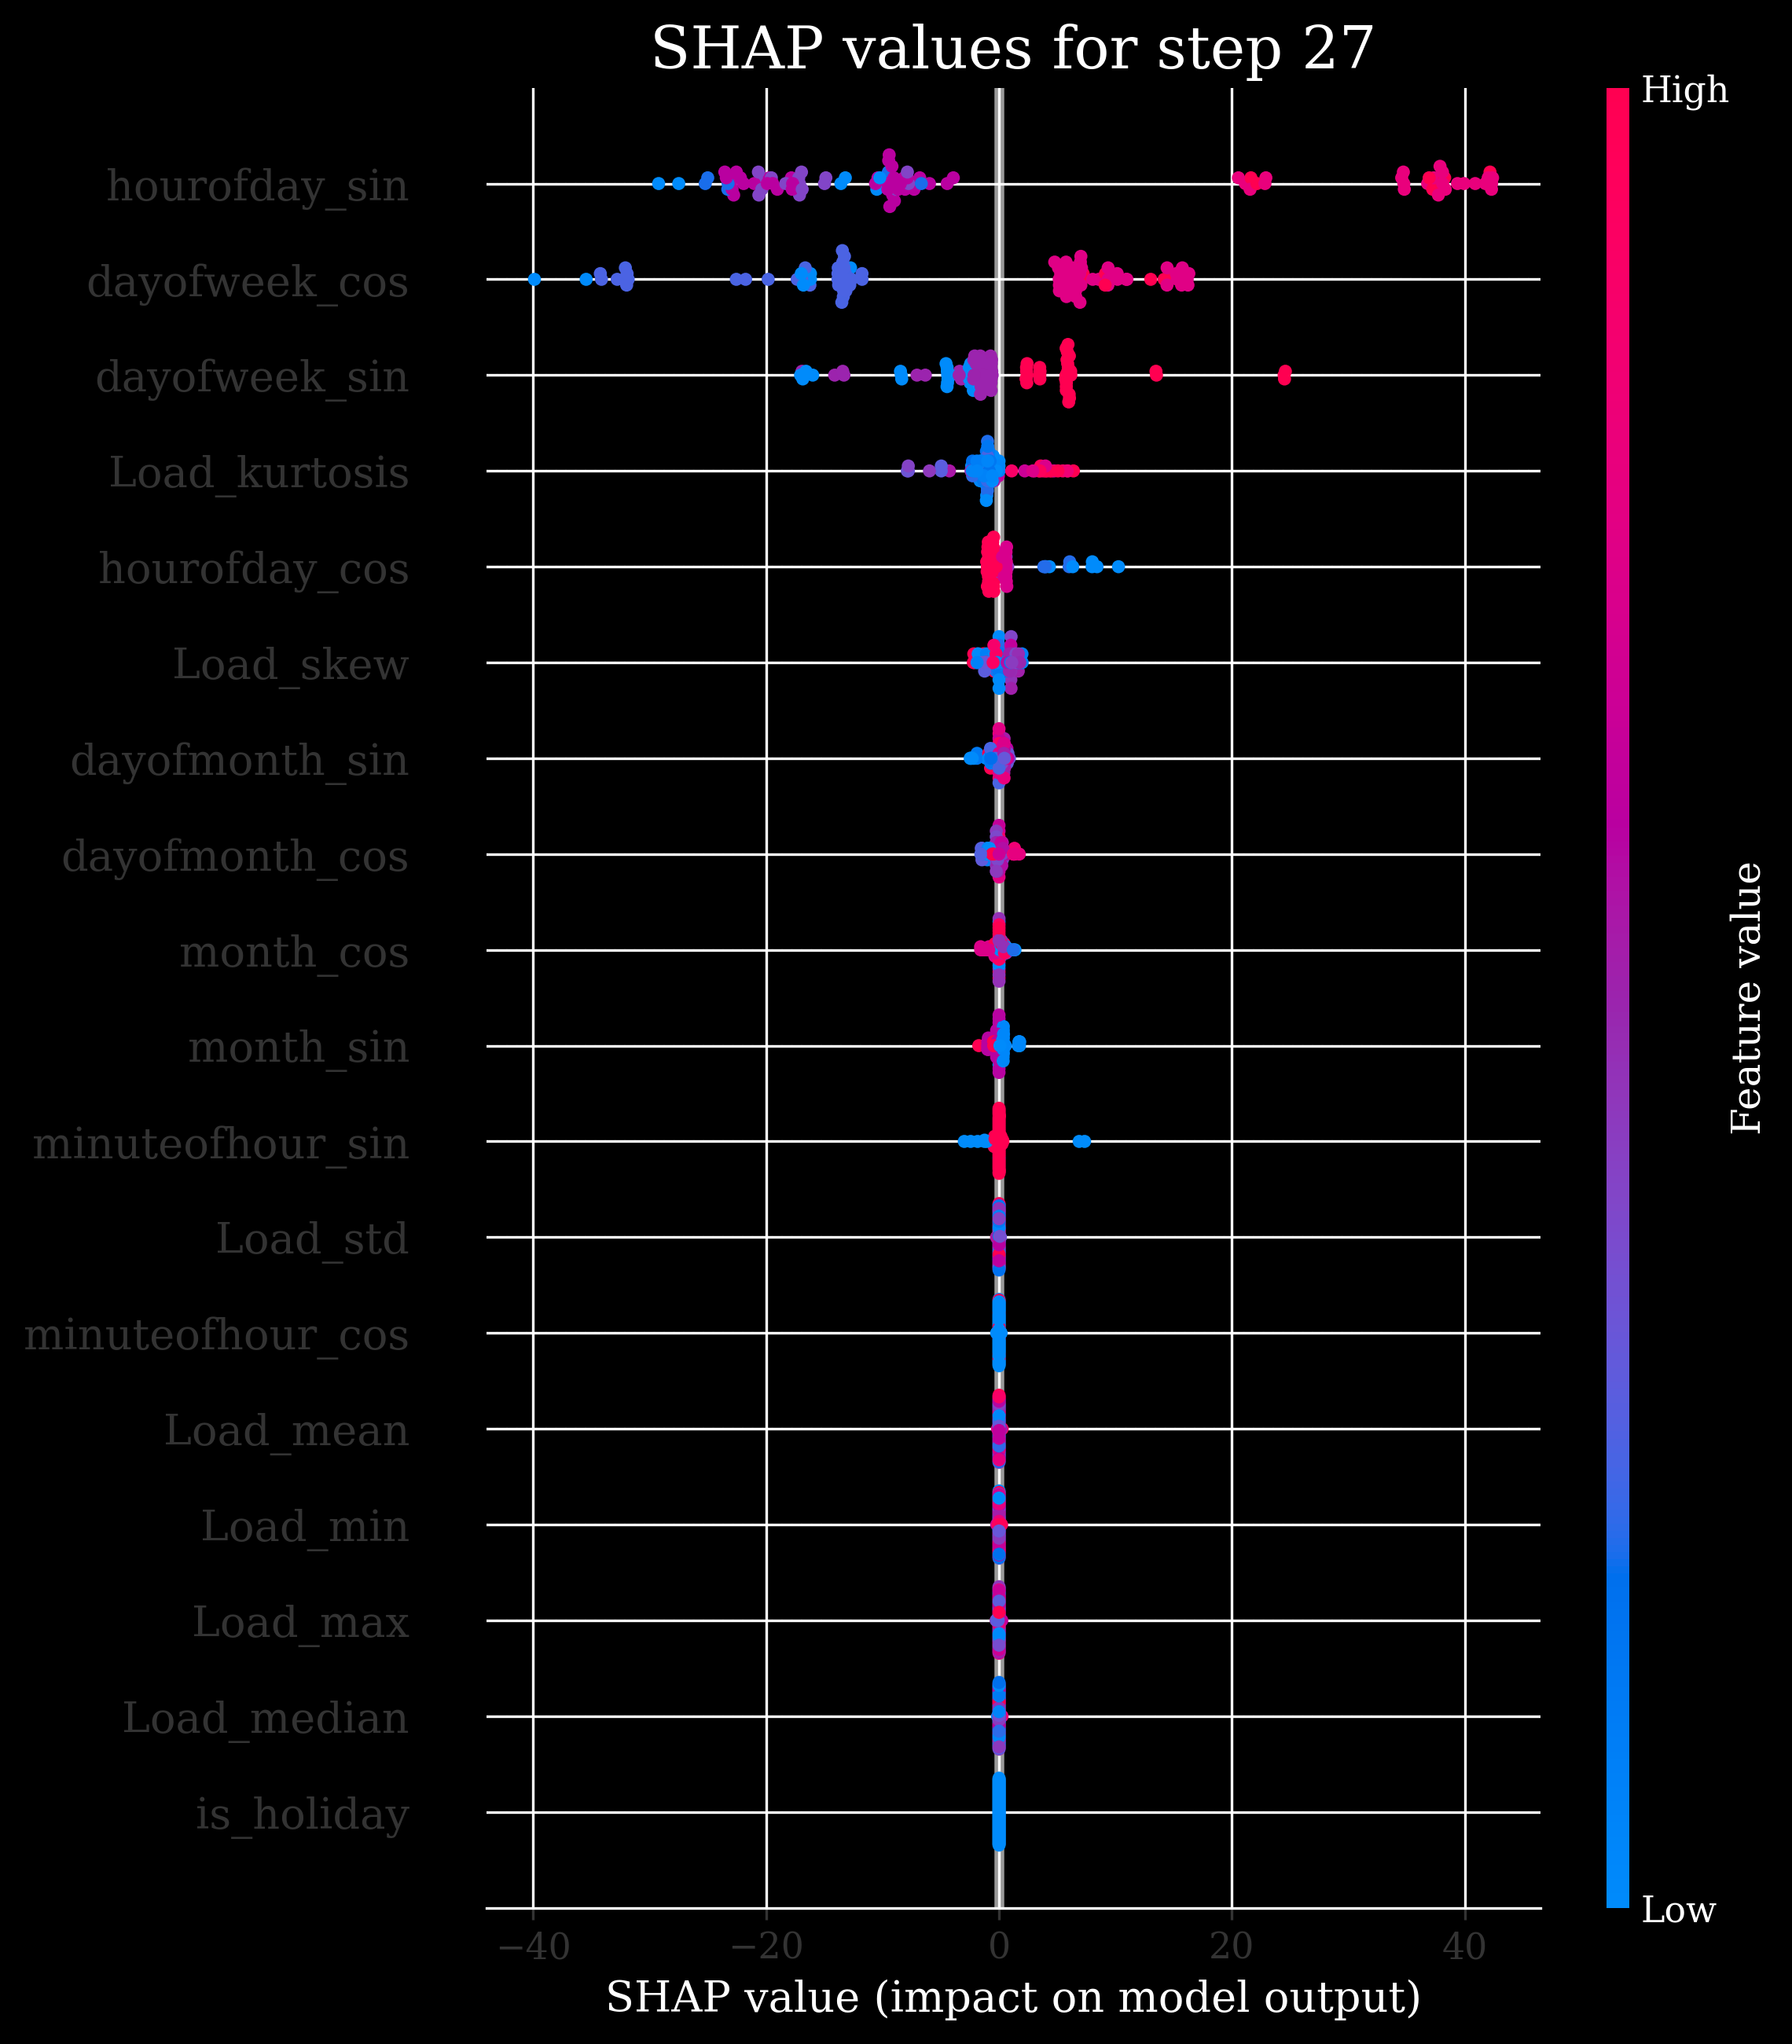 SHAP values for step 27
High
hourofday_sin
dayofweek_cos
dayofweek_sin
Load_kurtosis
hourofday_cos
Load_skew
dayofmonth_sin
dayofmonth_cos
month_cos
month_sin
minuteofhour_sin
Load_std
minuteofhour_cos
Load_mean
Load_min
Load_max
Load_median
is_holiday
Feature value
Low
−40 −20 0 20 40
SHAP value (impact on model output)